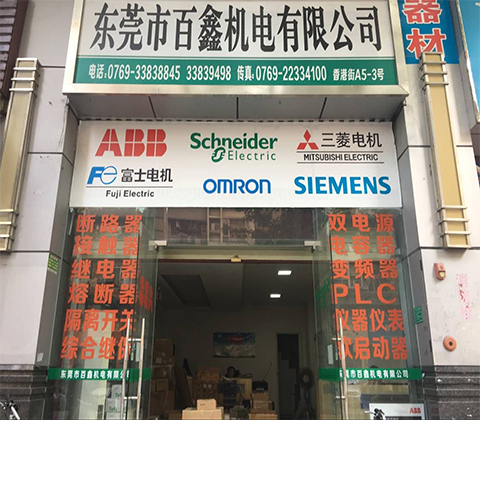 东莞市百鑫机电有限公司
电话:0769-33838845 33839498 传真:0769-22334100 香港街A5-3号
器
材
ABB
Schneider
Electric
三菱电机
MITSUBISHI ELECTRIC
Fe 富士电机
Fuji Electric
OMRON
SIEMENS
断路器
接触器
继电器
熔断器
隔离开关
综合继保
东莞市百鑫机电有限公司
双电源
电容器
变频器
PLC
仪器仪表
软启动器
东莞市百鑫机电有限公司
ABB